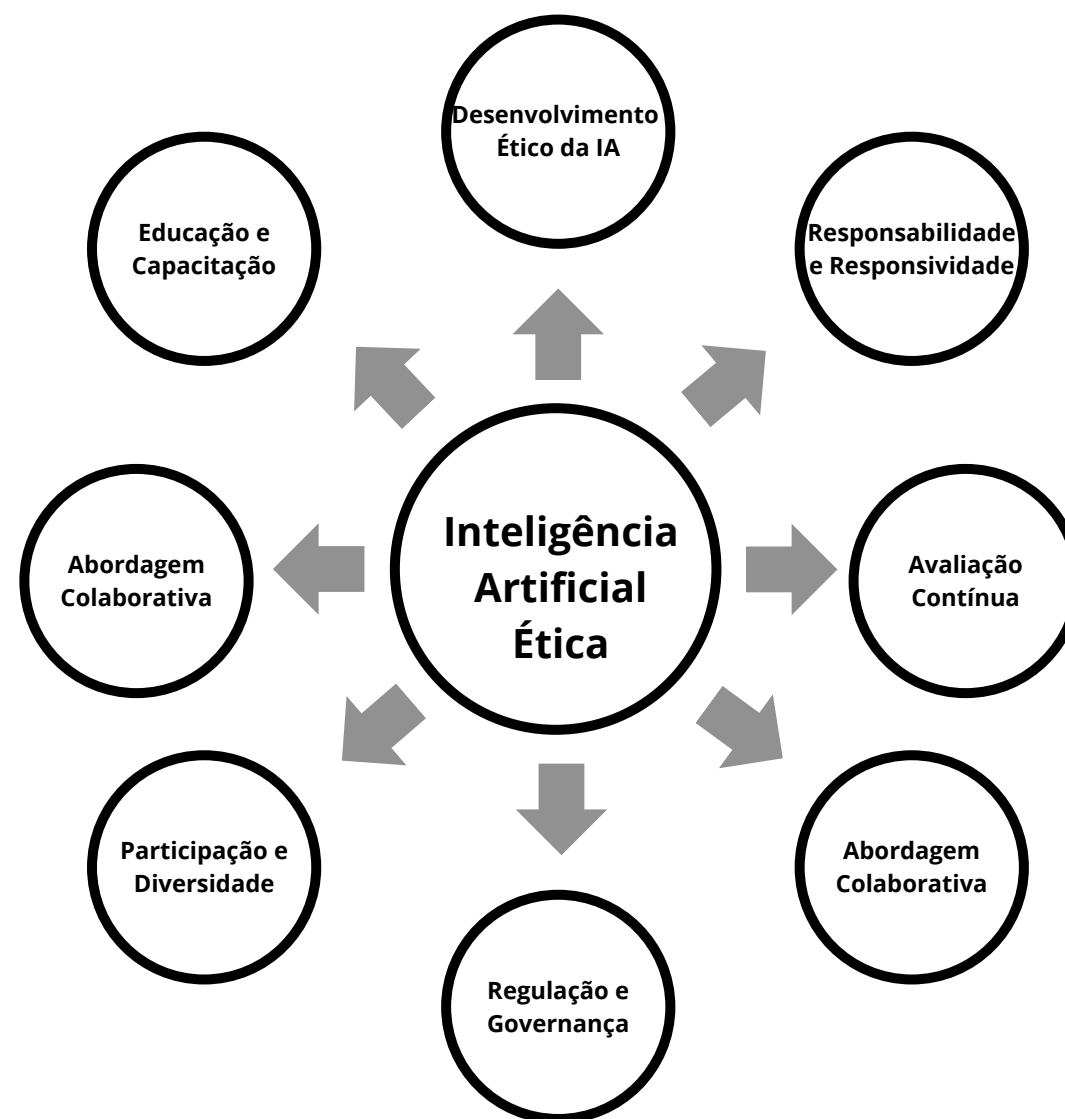 Desenvolvimento
Ético da IA
Educação e
Capacitação
Responsabilidade
e Responsividade
Inteligência
Artificial
Ética
Abordagem
Colaborativa
Avaliação
Contínua
Participação e
Diversidade
Abordagem
Colaborativa
Regulação e
Governança